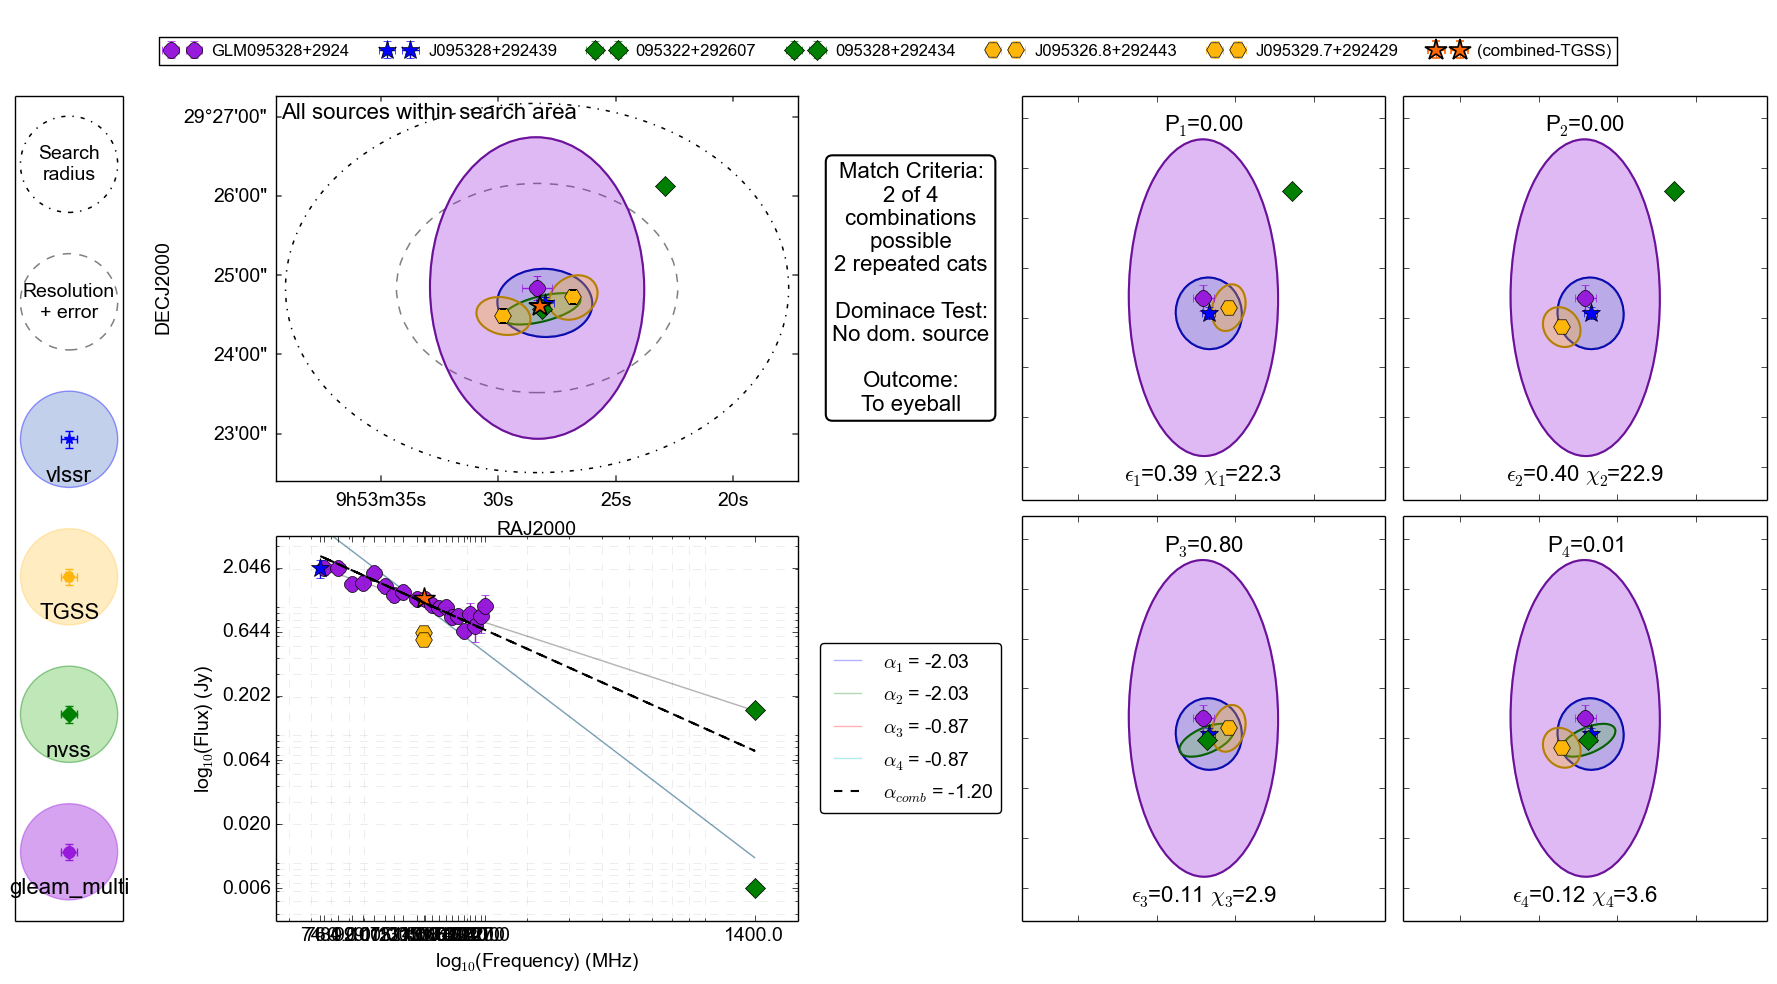 GLM095328+2924 J095328+292439 095322+292607 095328+292434 J095326.8+292443 J095329.7+292429 (combined-TGSS)
Search
radius
Resolution
+ error
vlssr
TGSS
nvss
gleam_multi
All sources within search area
DECJ2000
29°27'00"
26'00"
25'00"
24'00"
23'00"
9h53m35s 30s 25s 20s
RAJ2000
Match Criteria:
2 of 4
combinations
possible
2 repeated cats
Dominace Test:
No dom. source
Outcome:
To eyeball
P1=0.00
ϵ1=0.39 χ1=22.3
P2=0.00
ϵ2=0.40 χ2=22.9
log10(Flux) (Jy)
2.046
0.644
0.202
0.064
0.020
0.006
1400.0
log10(Frequency) (MHz)
α1 = -2.03
α2 = -2.03
α3 = -0.87
α4 = -0.87
αcomb = -1.20
P3=0.80
ϵ3=0.11 χ3=2.9
P4=0.01
ϵ4=0.12 χ4=3.6